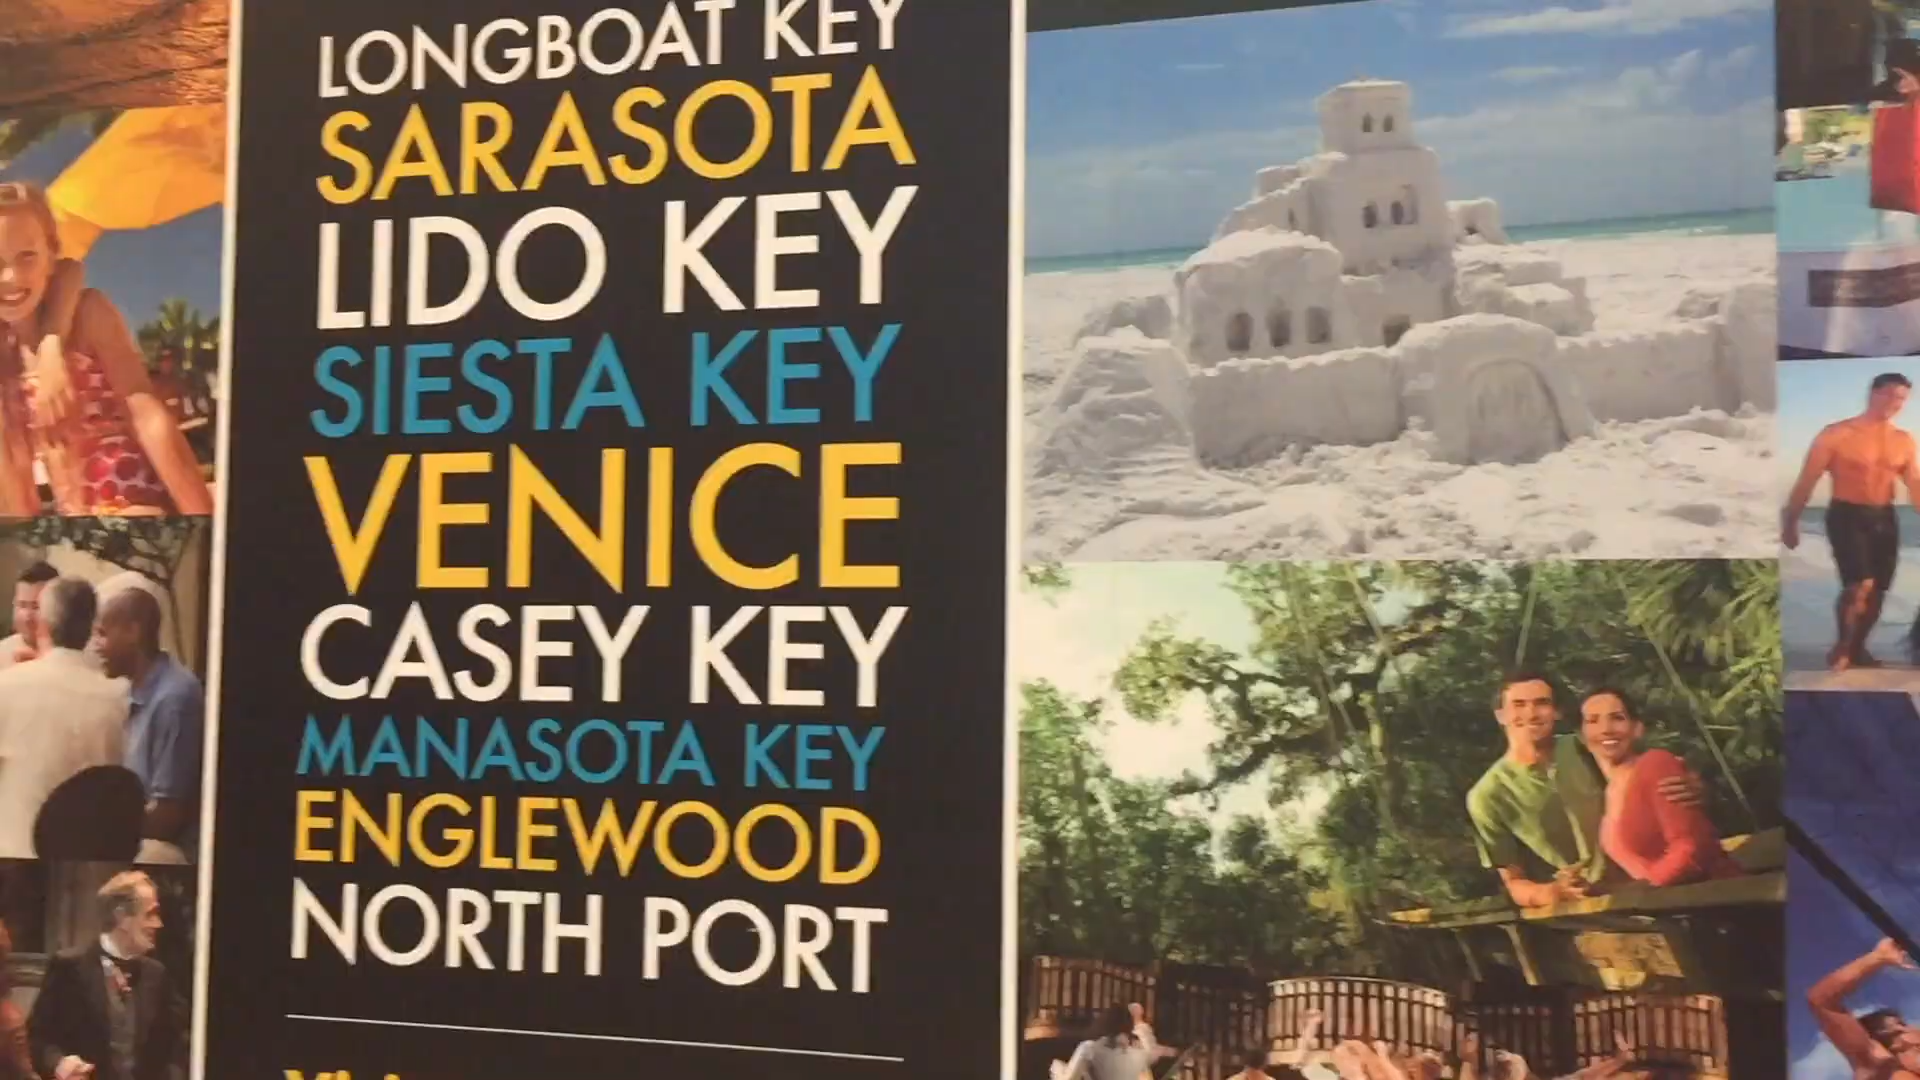 LONGBOAT KEY
SARASOTA
LIDO KEY
SIESTA KEY
VENICE
CASEY KEY
MANASOTA KEY
ENGLEWOOD
NORTH PORT